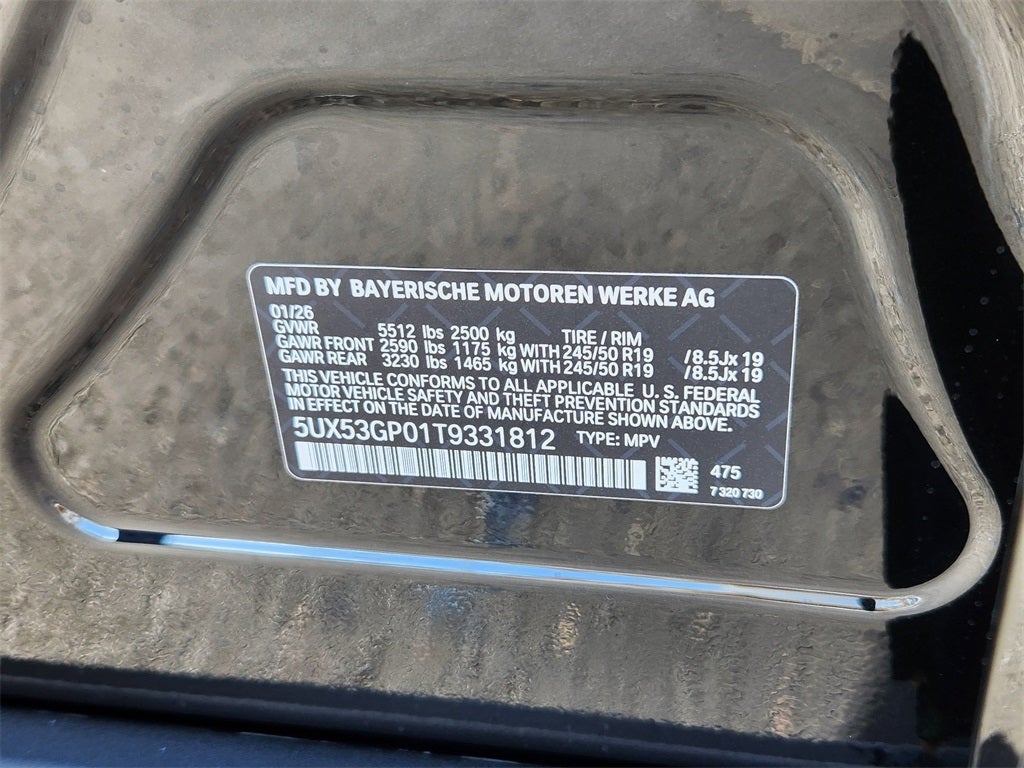 MFD BY BAYERISCHE MOTOREN WERKE AG
01/26
GVWR 5512 lbs 2500 kg TIRE / RIM
GAWR FRONT 2590 lbs 1175 kg WITH 245/50 R19 /8.5Jx 19
GAWR REAR 3230 lbs 1465 kg WITH 245/50 R19 /8.5Jx 19
THIS VEHICLE CONFORMS TO ALL APPLICABLE U. S. FEDERAL
MOTOR VEHICLE SAFETY AND THEFT PREVENTION STANDARDS
IN EFFECT ON THE DATE OF MANUFACTURE SHOWN ABOVE.
5UX53GP01T9331812 TYPE: MPV
475
7 320 730